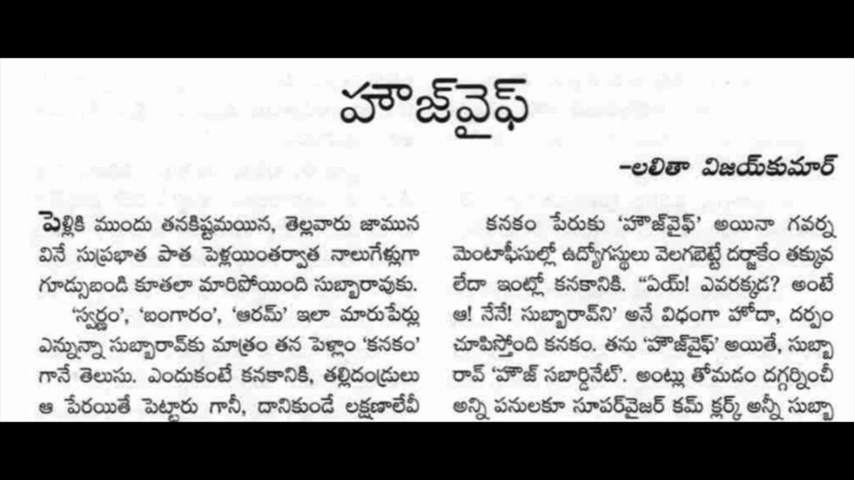 హౌజ్‌వైఫ్
–లలితా విజయ్‌కుమార్
పెళ్లికి ముందు తనకిష్టమయిన, తెల్లవారు జామున
వినే సుప్రభాత పాత పెళ్లయింతర్వాత నాలుగేళ్లుగా
గూడ్సుబండి కూతలా మారిపోయింది సుబ్బారావుకు.
‘స్వర్ణం’, ‘బంగారం’, ‘ఆరమ్’ ఇలా మారుపేర్లు
ఎన్నున్నా సుబ్బారావ్‌కు మాత్రం తన పెళ్లాం ‘కనకం’
గానే తెలుసు. ఎందుకంటే కనకానికి, తల్లిదండ్రులు
ఆ పేరయితే పెట్టారు గానీ, దానికుండే లక్షణాలేవీ
కనకం పేరుకు ‘హౌజ్‌వైఫ్’ అయినా గవర్న
మెంటాఫీసుల్లో ఉద్యోగస్థులు వెలగబెట్టే దర్జాకేం తక్కువ
లేదా ఇంట్లో కనకానికి. “ఏయ్! ఎవరక్కడ? అంటే
ఆ! నేనే! సుబ్బారావ్‌ని’ అనే విధంగా హోదా, దర్పం
చూపిస్తోంది కనకం. తను ‘హౌజ్‌వైఫ్’ అయితే, సుబ్బా
రావ్ ‘హౌజ్ సబార్డినేట్’. అంట్లు తోమడం దగ్గర్నించీ
అన్ని పనులకూ సూపర్‌వైజర్ కమ్ క్లర్క్ అన్నీ సుబ్బా